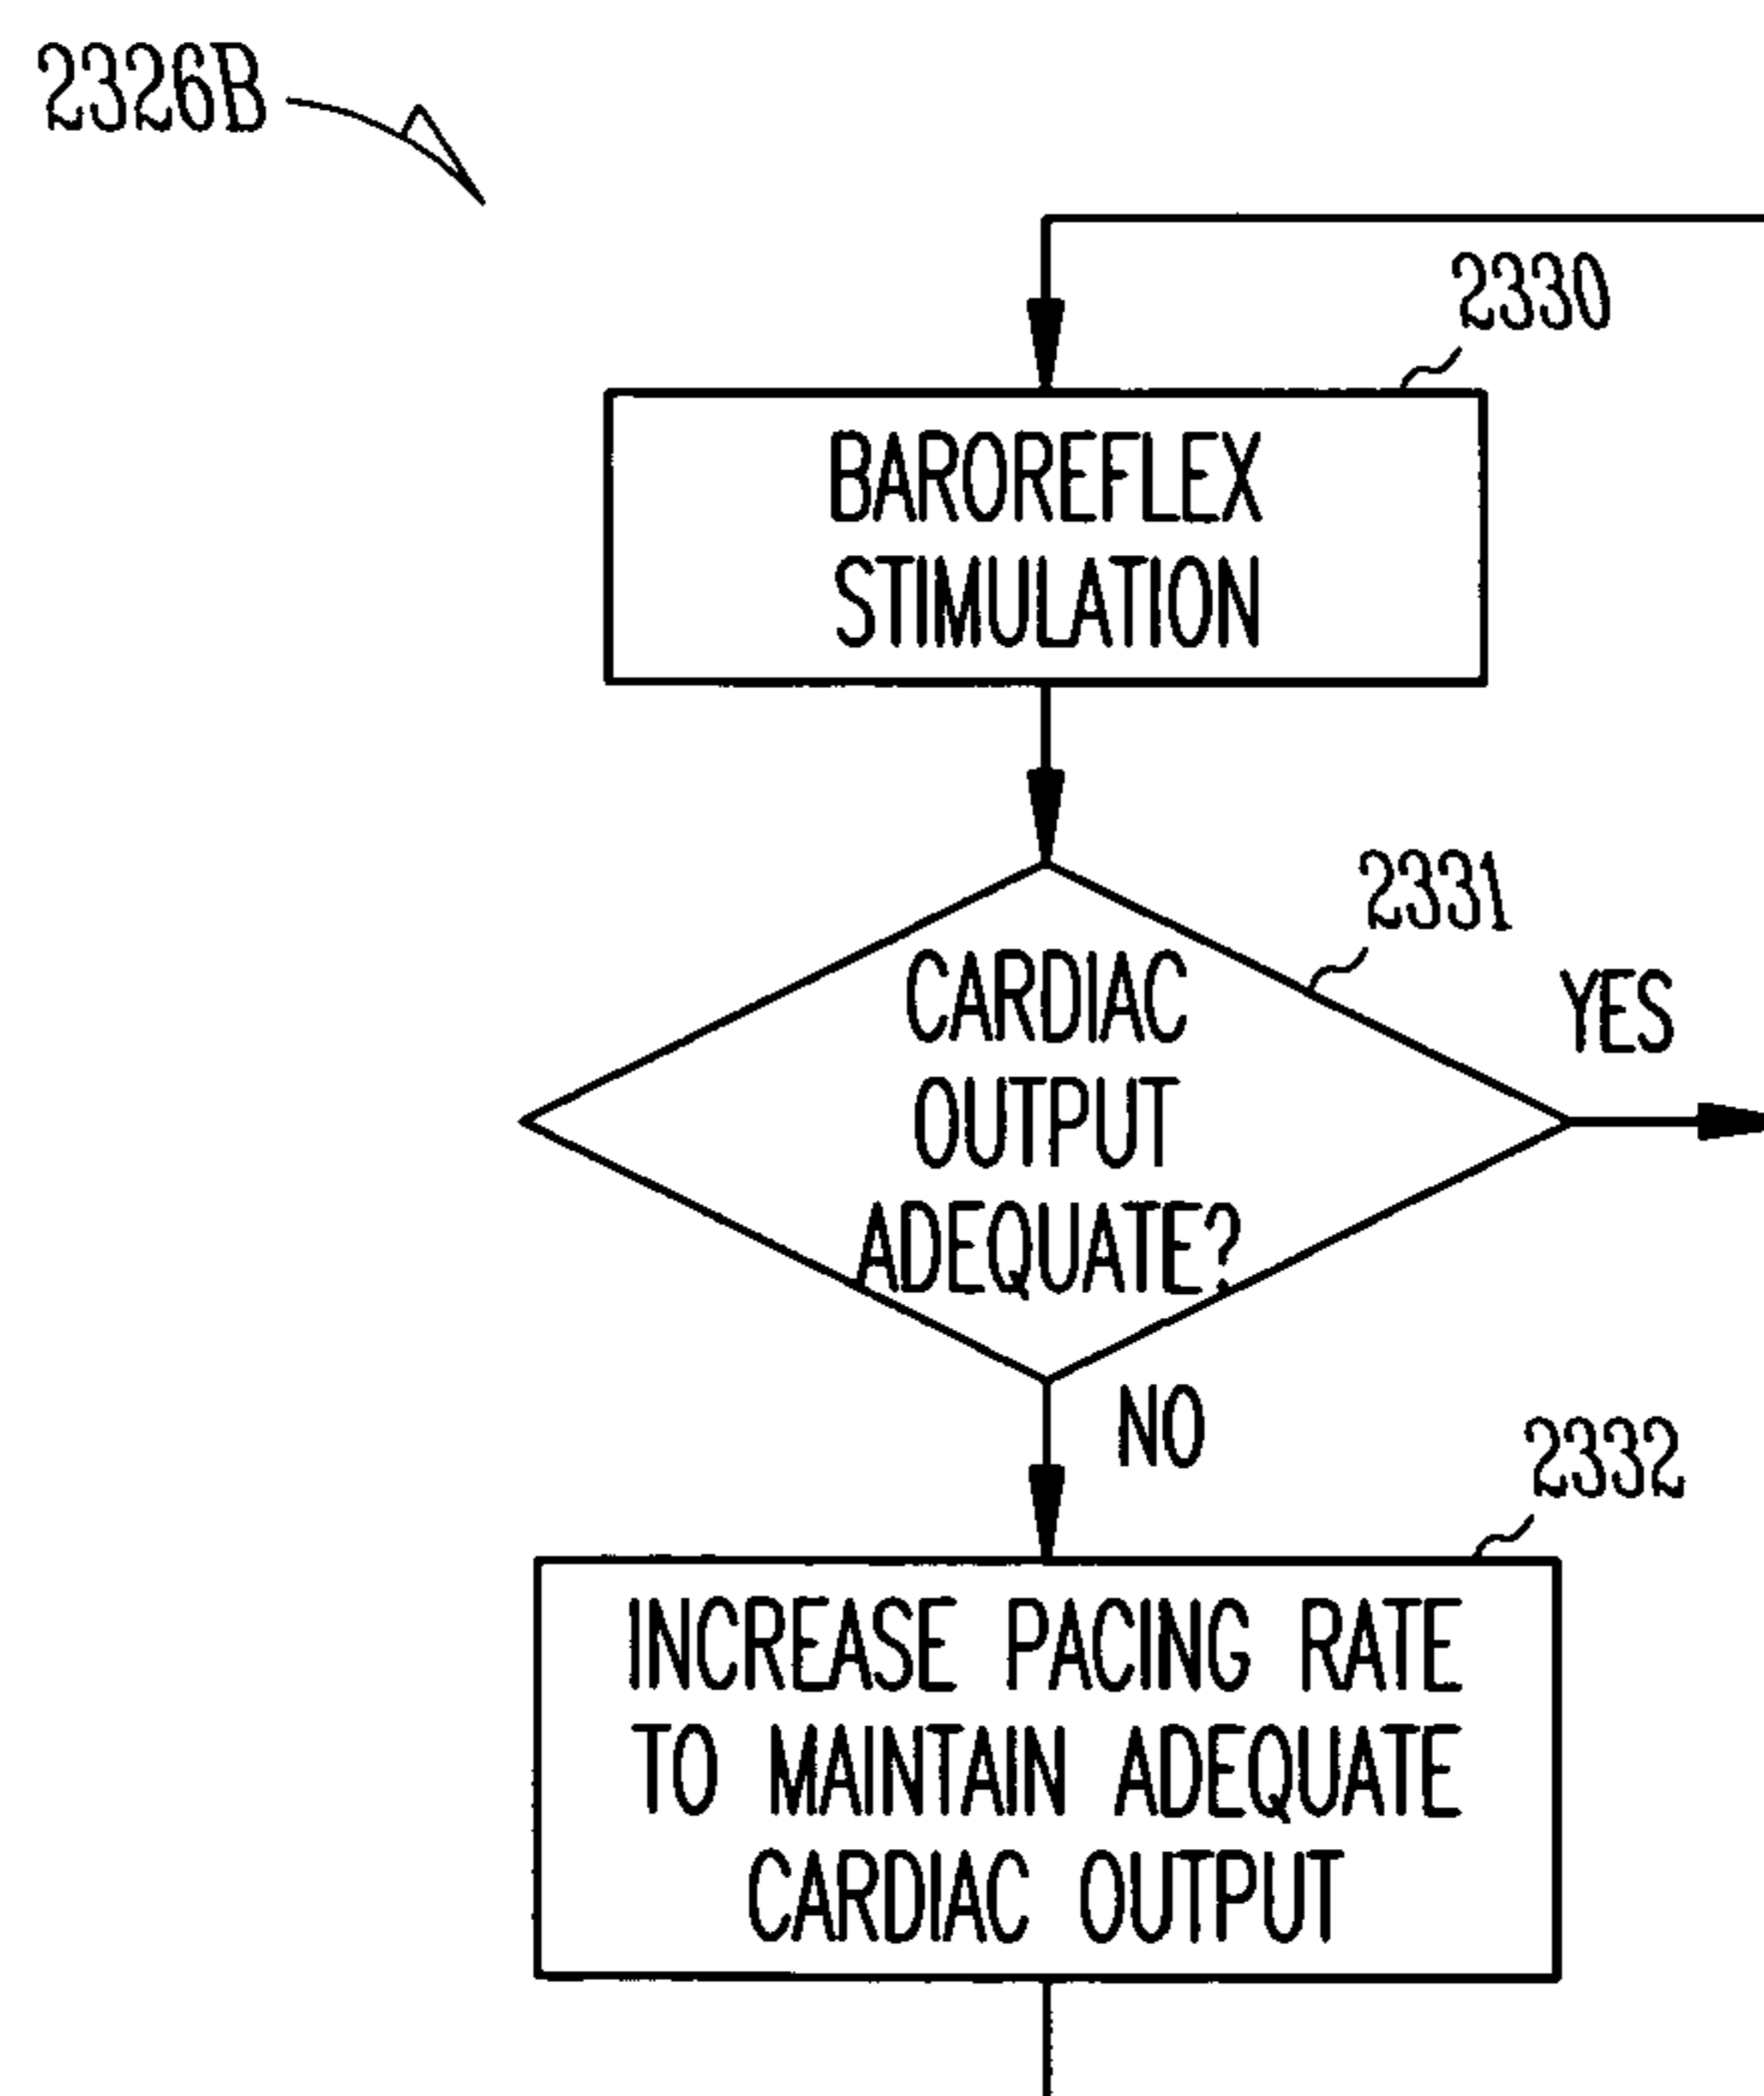 2326B
2330
BAROREFLEX
STIMULATION
2331
CARDIAC
OUTPUT
ADEQUATE?
YES
NO
2332
INCREASE PACING RATE
TO MAINTAIN ADEQUATE
CARDIAC OUTPUT